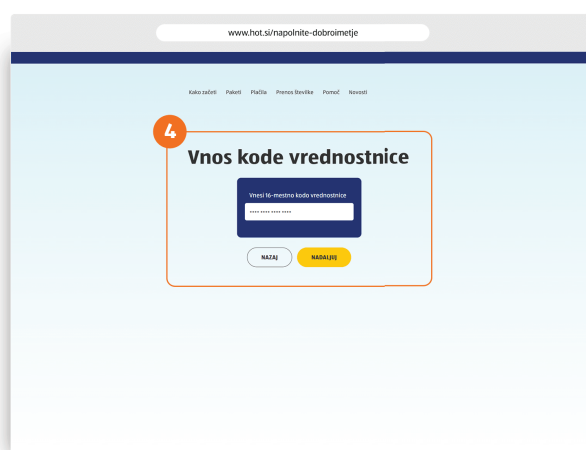 www.hot.si/napolnite-dobroimetje
Kako začeti Paketi Plačila Prenos številke Pomoč Novosti
4
Vnos kode vrednostnice
Vnesi 16-mestno kodo vrednostnice
**** **** **** ****
NAZAJ NADALJUJ